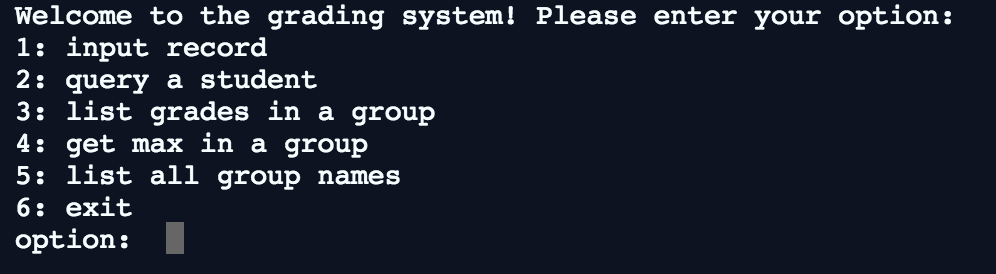 Welcome to the grading system! Please enter your option:
1: input record
2: query a student
3: list grades in a group
4: get max in a group
5: list all group names
6: exit
option: